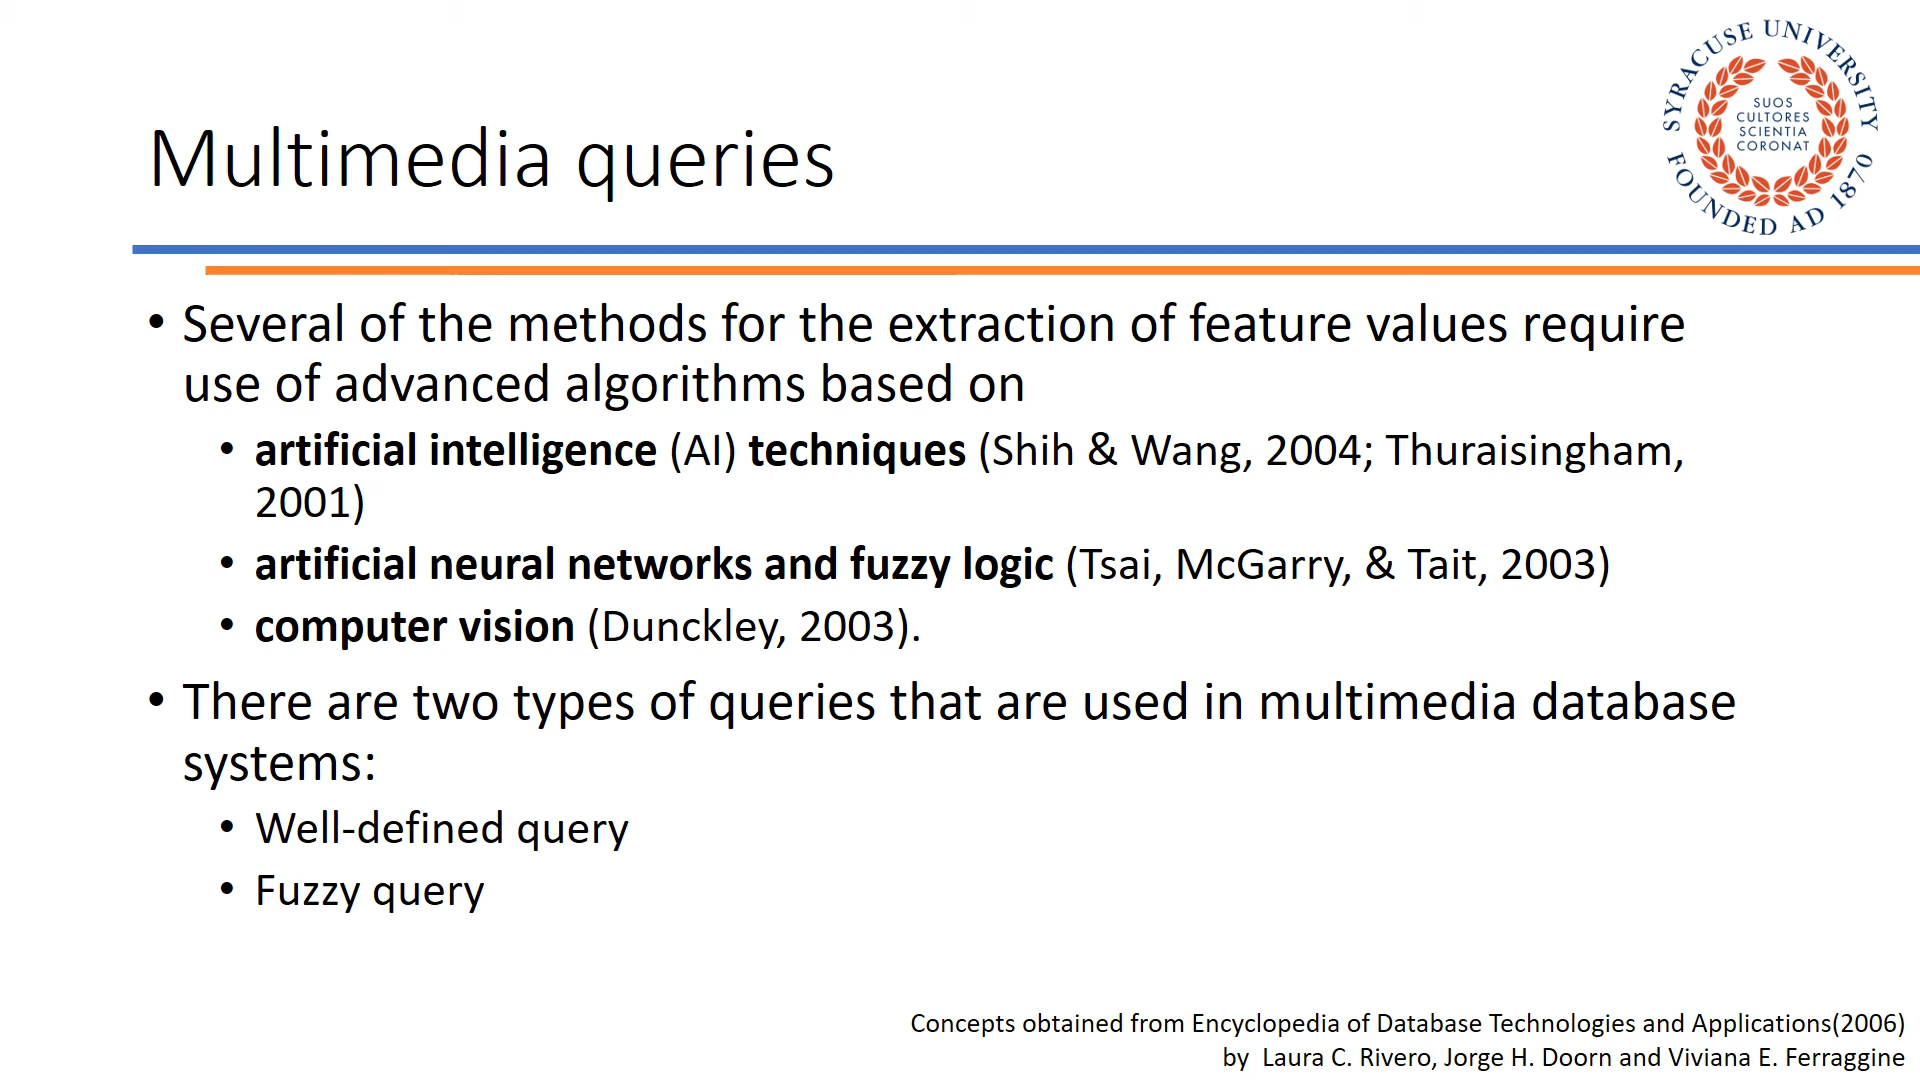 SYRACUSE UNIVERSITY
FOUNDED AD 1870
SUOS
CULTORES
SCIENTIA
CORONAT
Multimedia queries
• Several of the methods for the extraction of feature values require
use of advanced algorithms based on
• artificial intelligence (AI) techniques (Shih & Wang, 2004; Thuraisingham,
2001)
• artificial neural networks and fuzzy logic (Tsai, McGarry, & Tait, 2003)
• computer vision (Dunckley, 2003).
• There are two types of queries that are used in multimedia database
systems:
• Well-defined query
• Fuzzy query
Concepts obtained from Encyclopedia of Database Technologies and Applications(2006)
by Laura C. Rivero, Jorge H. Doorn and Viviana E. Ferraggine